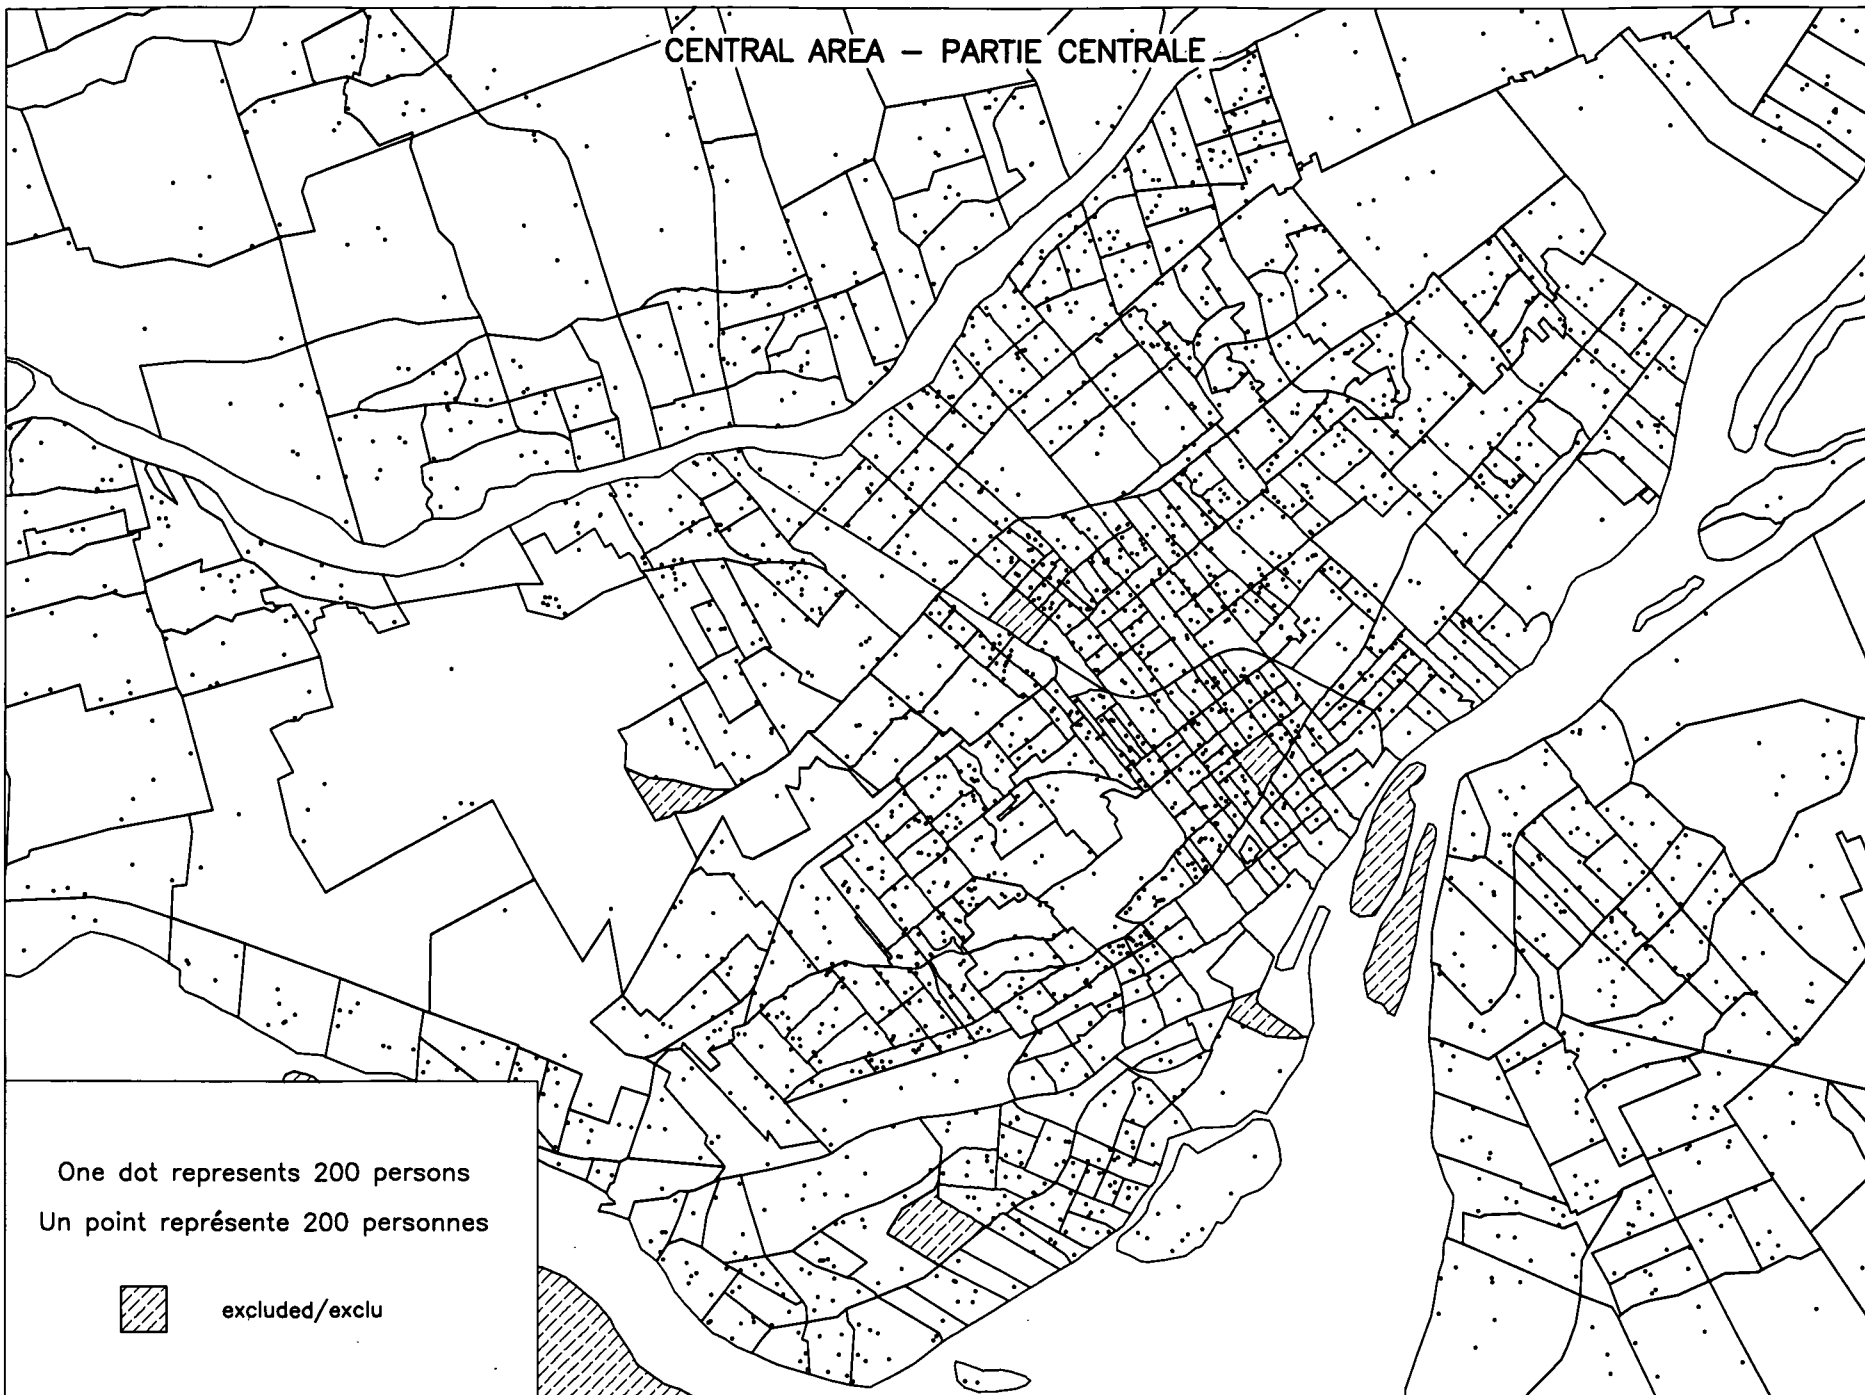 CENTRAL AREA – PARTIE CENTRALE
One dot represents 200 persons
Un point représente 200 personnes
excluded/exclu